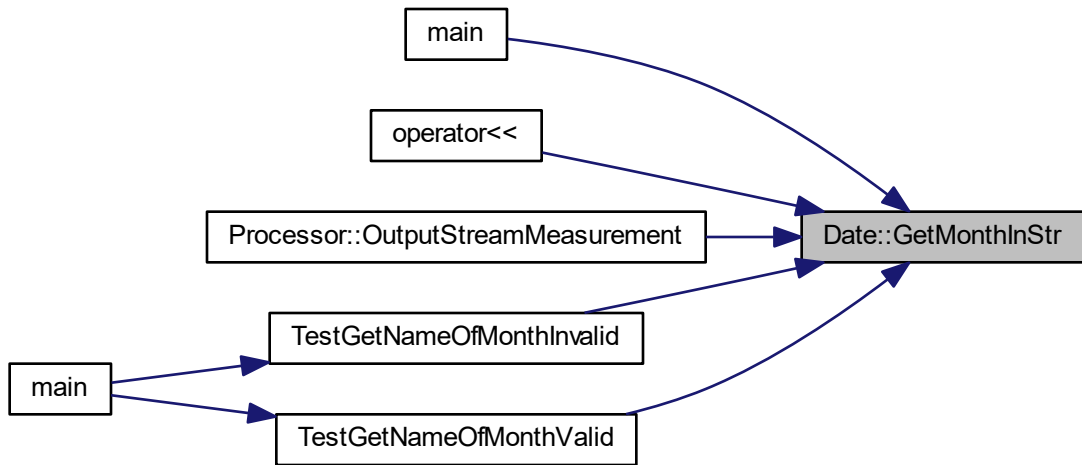 main
operator<<
Processor::OutputStreamMeasurement
Date::GetMonthInStr
TestGetNameOfMonthInvalid
main
TestGetNameOfMonthValid